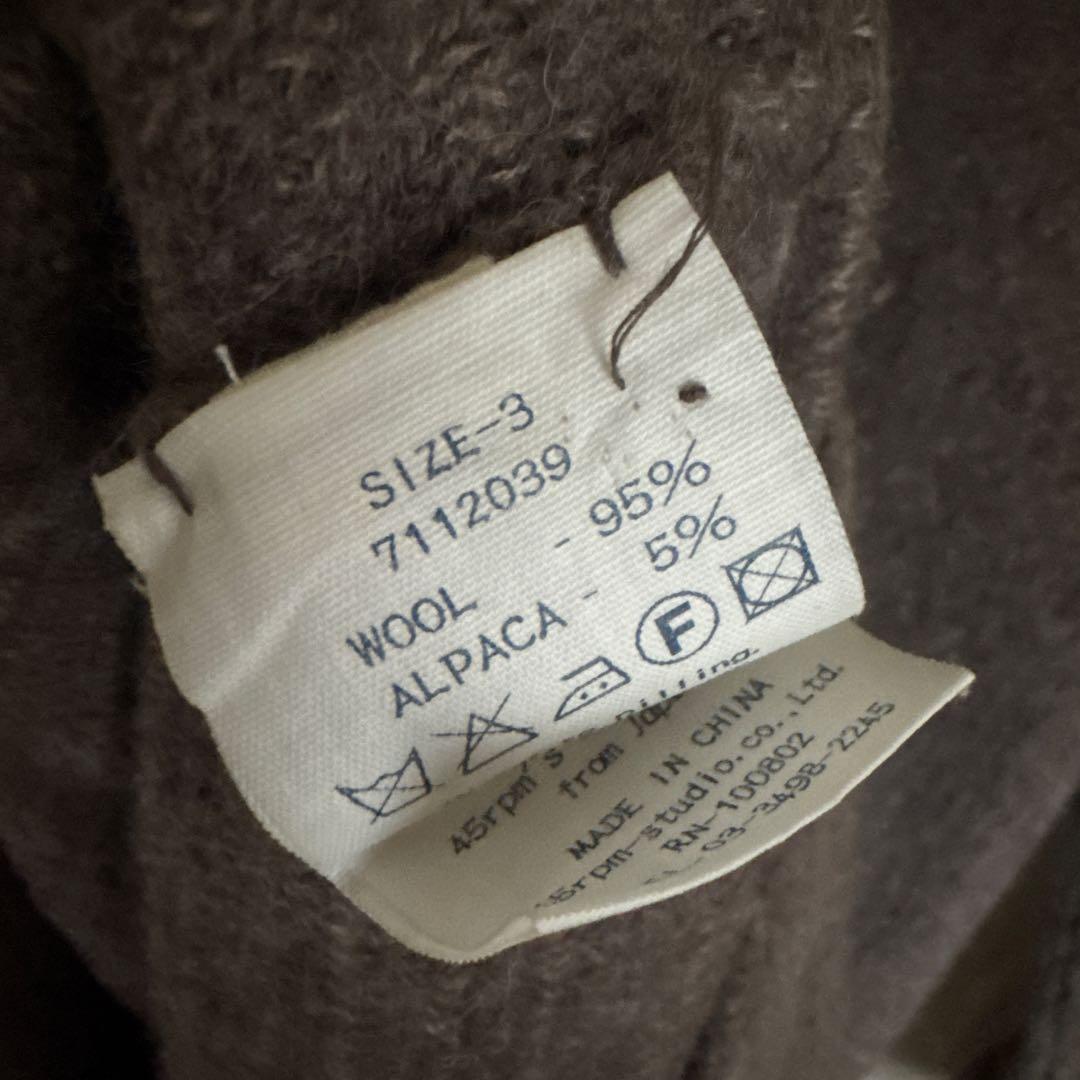 SIZE-3
7112039
WOOL - 95%
ALPACA - 5%
F
45rpm's
from Japan
MADE IN CHINA
45rpm-studio.co.,Ltd.
RN-100802
03-3498-2245